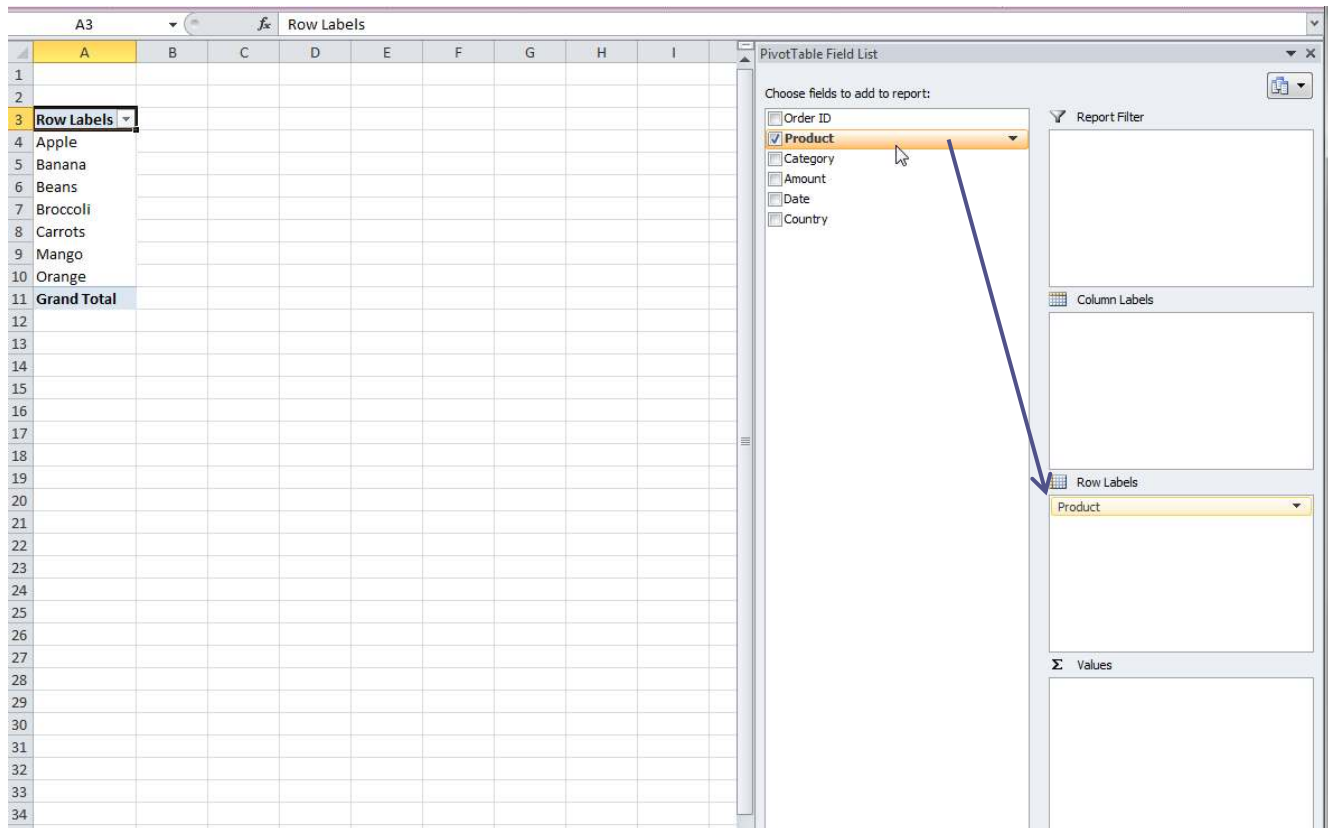 A3 fx Row Labels
A B C D E F G H I
PivotTable Field List
1
2
3 Row Labels
4 Apple
5 Banana
6 Beans
7 Broccoli
8 Carrots
9 Mango
10 Orange
11 Grand Total
12
13
14
15
16
17
18
19
20
21
22
23
24
25
26
27
28
29
30
31
32
33
34
Choose fields to add to report:
Order ID
Product
Category
Amount
Date
Country
Report Filter
Column Labels
Row Labels
Product
Σ Values